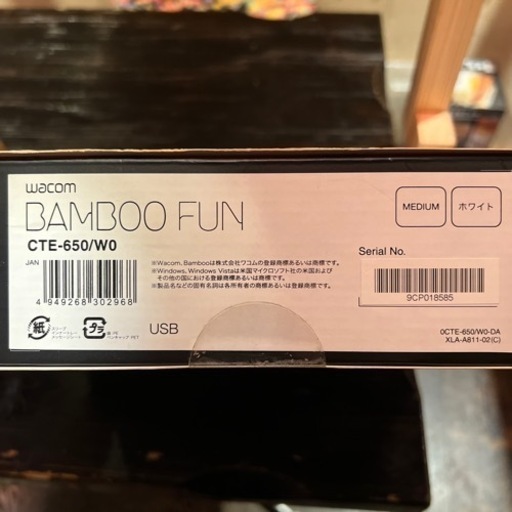 wacom
BAMBOO FUN
CTE-650/W0
MEDIUM
ホワイト
JAN
4 949268 302968
※Wacom, Bambooは株式会社ワコムの登録商標あるいは商標です。
※Windows, Windows Vistaは米国マイクロソフト社の米国および
その他の国における登録商標あるいは商標です。
※製品名などの固有名詞は各所有者の商標あるいは登録商標です。
Serial No.
9CP018585
紙
プラ
USB
0CTE-650/W0-DA
XLA-A811-02(C)